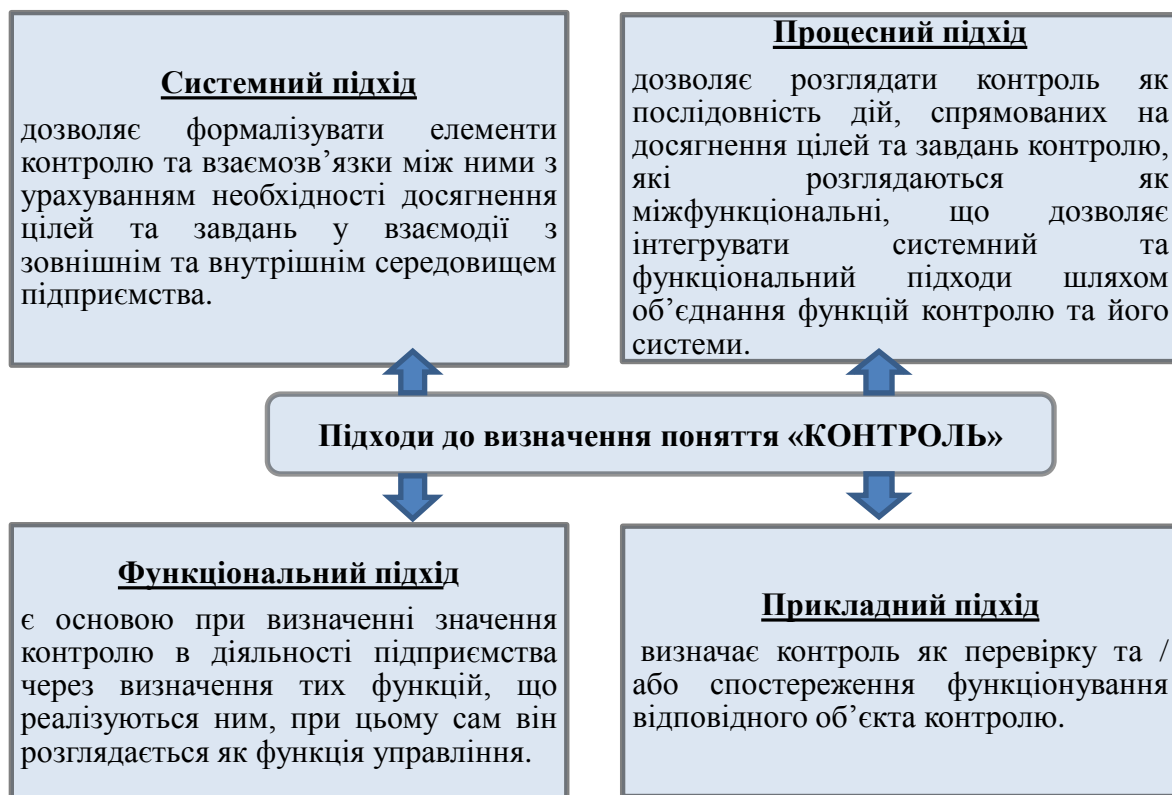 Системний підхід
дозволяє формалізувати елементи
контролю та взаємозв’язки між ними з
урахуванням необхідності досягнення
цілей та завдань у взаємодії з
зовнішнім та внутрішнім середовищем
підприємства.
Процесний підхід
дозволяє розглядати контроль як
послідовність дій, спрямованих на
досягнення цілей та завдань контролю,
які розглядаються як
міжфункціональні, що дозволяє
інтегрувати системний та
функціональний підходи шляхом
об’єднання функцій контролю та його
системи.
Підходи до визначення поняття «КОНТРОЛЬ»
Функціональний підхід
є основою при визначенні значення
контролю в діяльності підприємства
через визначення тих функцій, що
реалізуються ним, при цьому сам він
розглядається як функція управління.
Прикладний підхід
визначає контроль як перевірку та /
або спостереження функціонування
відповідного об’єкта контролю.